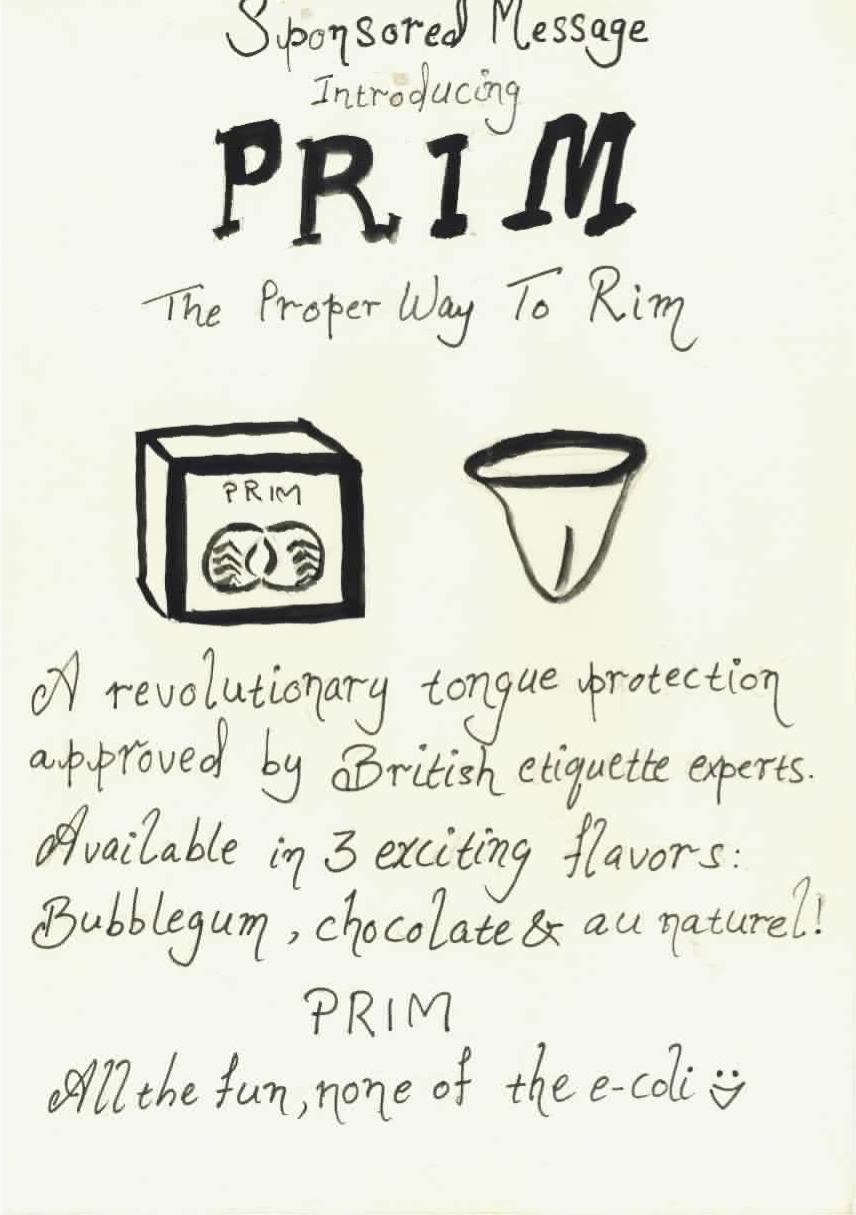 Sponsored Message
Introducing
PRIM
The Proper Way To Rim
PRIM
A revolutionary tongue protection
approved by British etiquette experts.
Available in 3 exciting flavors:
Bubblegum, chocolate & au naturel!
PRIM
All the fun, none of the e-coli